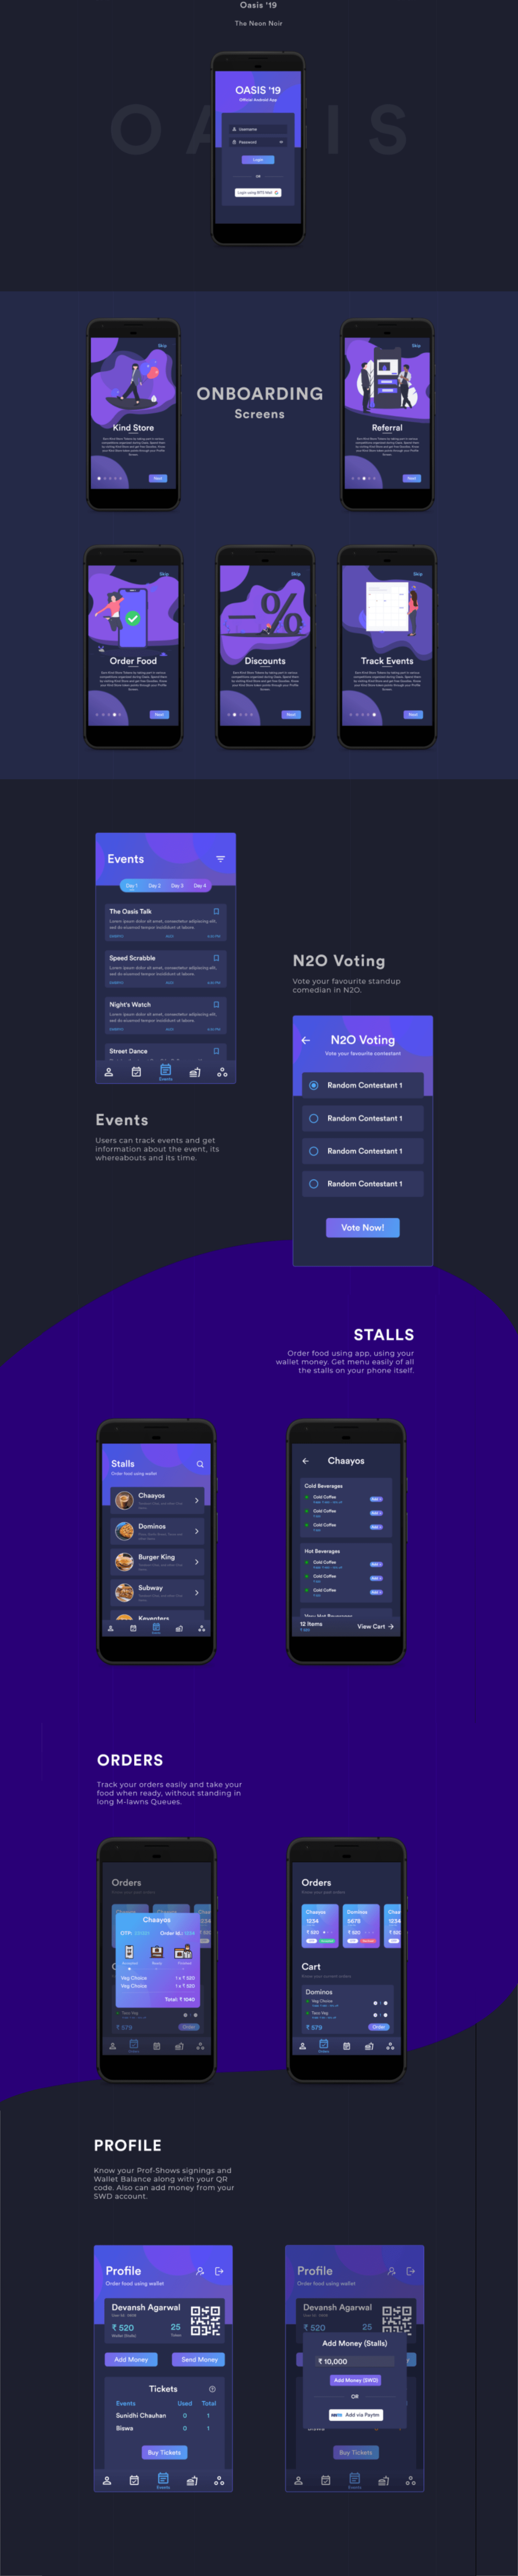 Oasis '19
The Neon Noir
OASIS
OASIS '19
Official Android App
Username
Password
Login
OR
Login using BITS Mail
Skip
Kind Store
Next
ONBOARDING
Screens
Skip
Referral
Next
Skip
Order Food
Next
Skip
Discounts
Next
Skip
Track Events
Next
Events
Day 1 Day 2 Day 3 Day 4
The Oasis Talk
Lorem ipsum dolor sit amet, consectetur adipiscing elit,
sed do eiusmod tempor incididunt ut labore.
Speed Scrabble
Lorem ipsum dolor sit amet, consectetur adipiscing elit,
sed do eiusmod tempor incididunt ut labore.
Night's Watch
Lorem ipsum dolor sit amet, consectetur adipiscing elit,
sed do eiusmod tempor incididunt ut labore.
Street Dance
Events
Events
Users can track events and get
information about the event, its
whereabouts and its time.
N2O Voting
Vote your favourite standup
comedian in N2O.
N2O Voting
Vote your favourite contestant
Random Contestant 1
Random Contestant 1
Random Contestant 1
Random Contestant 1
Vote Now!
STALLS
Order food using app, using your
wallet money. Get menu easily of all
the stalls on your phone itself.
Stalls
Order food using wallet
Chaayos
Dominos
Burger King
Subway
Keventers
Chaayos
Cold Beverages
Cold Coffee
Cold Coffee
Cold Coffee
Hot Beverages
Cold Coffee
Cold Coffee
Cold Coffee
Very Hot Beverages
12 Items
View Cart
ORDERS
Track your orders easily and take your
food when ready, without standing in
long M-lawns Queues.
Orders
Chaayos
OTP:
Order Id.: 1234
Veg Choice 1 x ₹ 520
Veg Choice 1 x ₹ 520
Total: ₹ 1040
Taco Veg
₹ 579
Order
Orders
Chaayos
1234
₹ 520
Dominos
5678
₹ 520
Chaa
1234
₹ 520
Cart
Dominos
Veg Choice
Taco Veg
₹ 579
Order
Orders
PROFILE
Know your Prof-Shows signings and
Wallet Balance along with your QR
code. Also can add money from your
SWD account.
Profile
Order food using wallet
Devansh Agarwal
₹ 520
25
Add Money
Send Money
Tickets
Events Used Total
Sunidhi Chauhan 0 1
Biswa 0 1
Buy Tickets
Events
Profile
Order food using wallet
Devansh Agarwal
₹ 520
25
Add Money (Stalls)
₹ 10,000
Add Money (SWD)
OR
Add via Paytm
Buy Tickets
Events